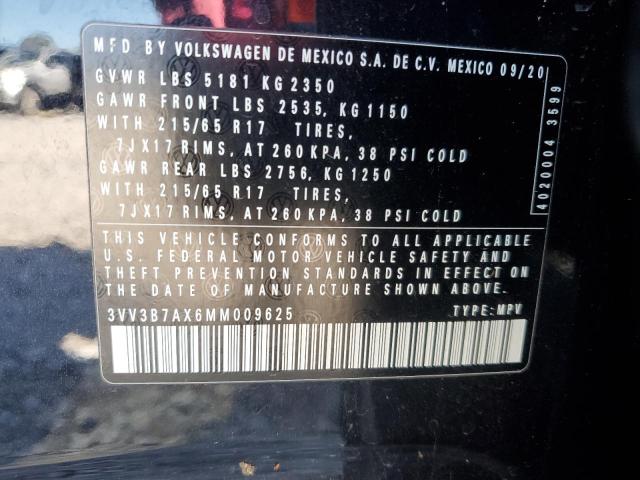 MFD BY VOLKSWAGEN DE MEXICO S.A. DE C.V. MEXICO 09/20
GVWR LBS 5181 KG 2350
GAWR FRONT LBS 2535, KG 1150
WITH 215/65 R17 TIRES,
7JX17 RIMS, AT 260 KPA, 38 PSI COLD
GAWR REAR LBS 2756, KG 1250
WITH 215/65 R17 TIRES,
7JX17 RIMS, AT 260 KPA, 38 PSI COLD
4020004 3599
THIS VEHICLE CONFORMS TO ALL APPLICABLE
U.S. FEDERAL MOTOR VEHICLE SAFETY AND
THEFT PREVENTION STANDARDS IN EFFECT ON
THE DATE OF MANUFACTURE SHOWN ABOVE.
3VV3B7AX6MM009625 TYPE: MPV